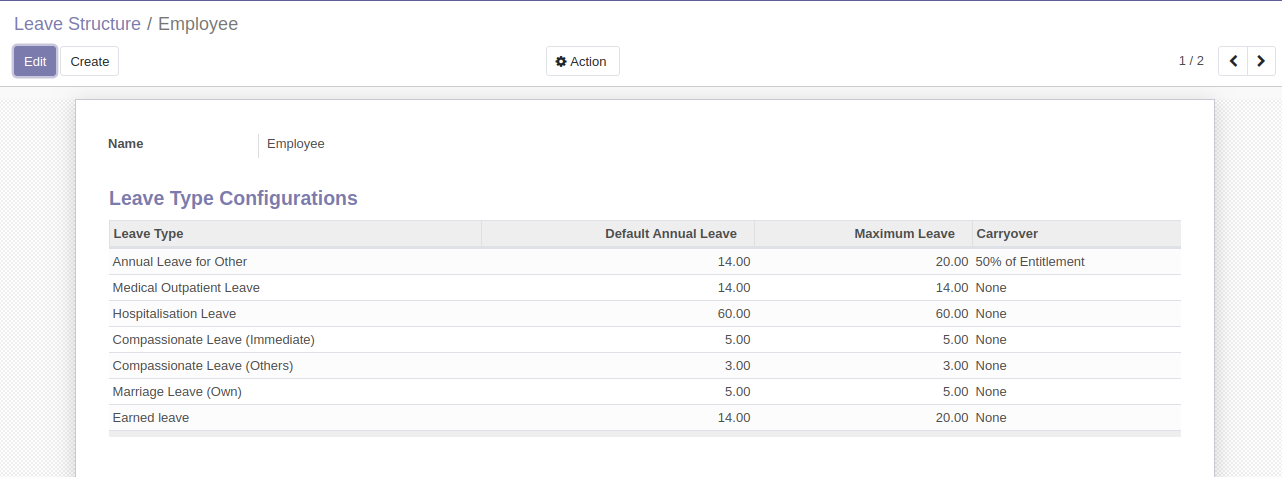 Leave Structure / Employee
Edit Create Action 1 / 2
Name Employee
Leave Type Configurations
Leave Type Default Annual Leave Maximum Leave Carryover
Annual Leave for Other 14.00 20.00 50% of Entitlement
Medical Outpatient Leave 14.00 14.00 None
Hospitalisation Leave 60.00 60.00 None
Compassionate Leave (Immediate) 5.00 5.00 None
Compassionate Leave (Others) 3.00 3.00 None
Marriage Leave (Own) 5.00 5.00 None
Earned leave 14.00 20.00 None